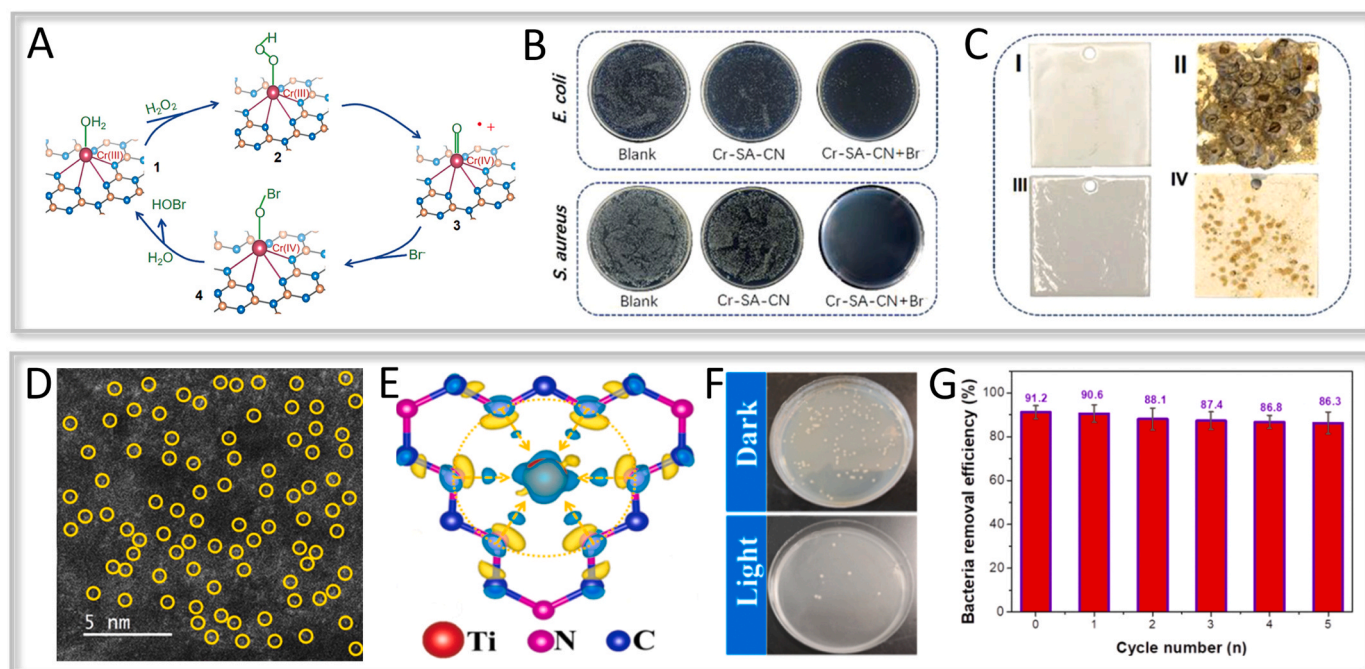 A
H
O
O
Cr(III)
2
H₂O₂
OH₂
Cr(III)
1
O
• +
Cr(IV)
3
Br⁻
Br
O
Cr(IV)
4
HOBr
H₂O
B
E. coli
Blank
Cr-SA-CN
Cr-SA-CN+Br⁻
S. aureus
Blank
Cr-SA-CN
Cr-SA-CN+Br
C
I
II
III
IV
D
5 nm
E
Ti
N
C
F
Dark
Light
G
Bacteria removal efficiency (%)
100
80
60
40
20
0
91.2
90.6
88.1
87.4
86.8
86.3
0 1 2 3 4 5
Cycle number (n)